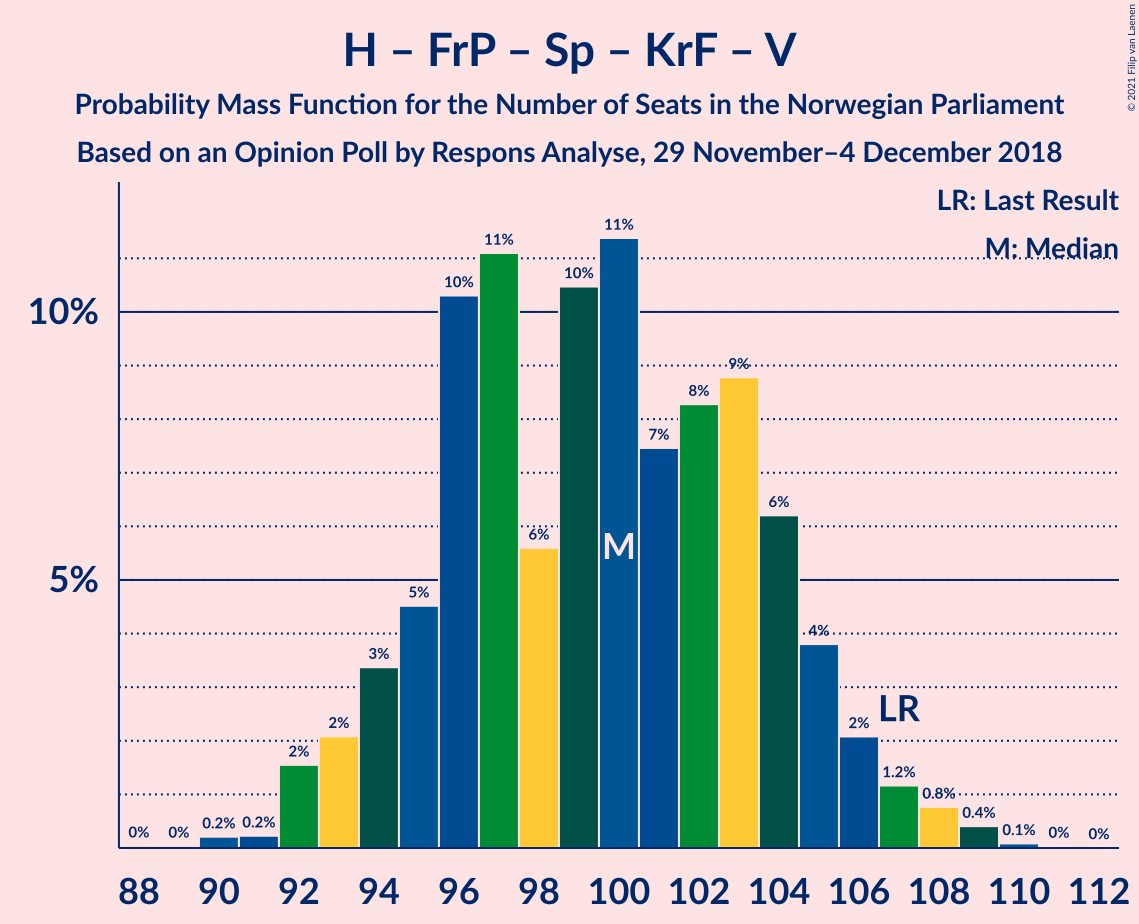 H – FrP – Sp – KrF – V
Probability Mass Function for the Number of Seats in the Norwegian Parliament
Based on an Opinion Poll by Respons Analyse, 29 November–4 December 2018
© 2021 Filip van Laenen
LR: Last Result
M: Median
10%
5%
0% 0% 0.2% 0.2% 2% 2% 3% 5% 10% 11% 6% 10% 11% 7% 8% 9% 6% 4% 2% 1.2% 0.8% 0.4% 0.1% 0% 0%
M
LR
88 90 92 94 96 98 100 102 104 106 108 110 112